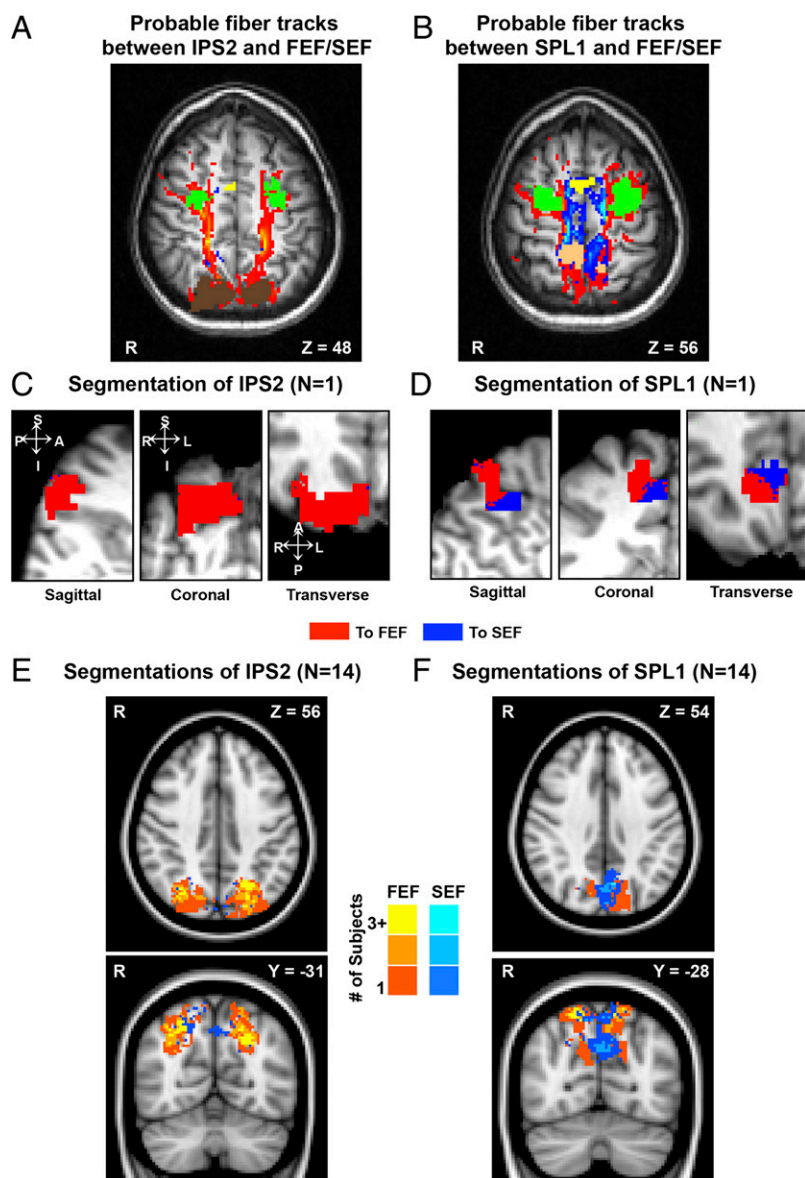 A
Probable fiber tracks
between IPS2 and FEF/SEF
R
Z = 48
B
Probable fiber tracks
between SPL1 and FEF/SEF
R
Z = 56
C
Segmentation of IPS2 (N=1)
S
P
A
I
Sagittal
S
R
L
I
Coronal
A
R
L
P
Transverse
D
Segmentation of SPL1 (N=1)
Sagittal
Coronal
Transverse
To FEF
To SEF
E
Segmentations of IPS2 (N=14)
R
Z = 56
R
Y = -31
# of Subjects
FEF
SEF
3+
1
F
Segmentations of SPL1 (N=14)
R
Z = 54
R
Y = -28